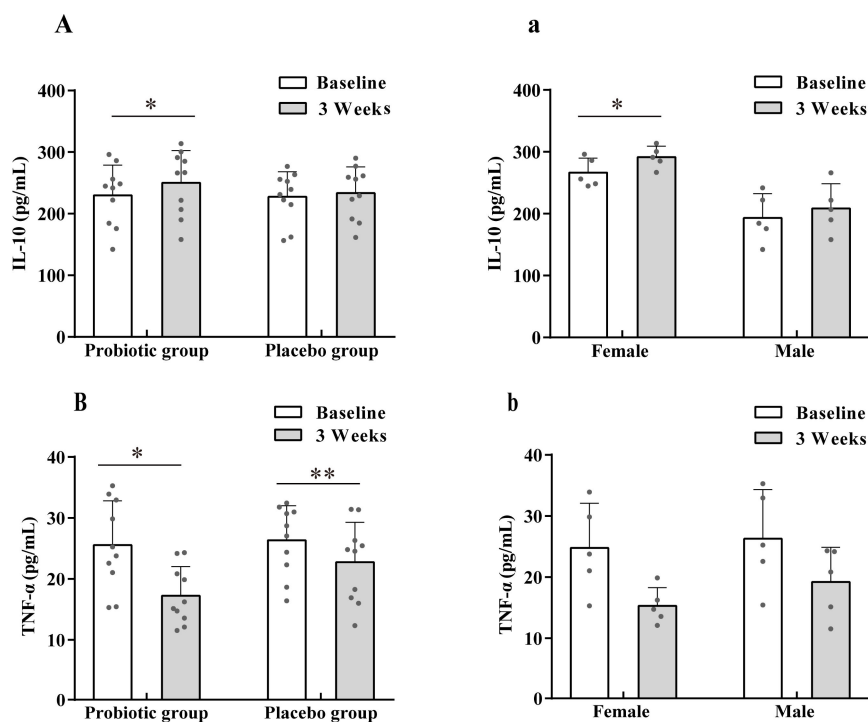 A
Baseline
3 Weeks
*
IL-10 (pg/mL)
400
300
200
100
0
Probiotic group
Placebo group
a
Baseline
3 Weeks
*
IL-10 (pg/mL)
400
300
200
100
0
Female
Male
B
Baseline
3 Weeks
*
**
TNF-α (pg/mL)
40
30
20
10
0
Probiotic group
Placebo group
b
Baseline
3 Weeks
TNF-α (pg/mL)
40
30
20
10
0
Female
Male